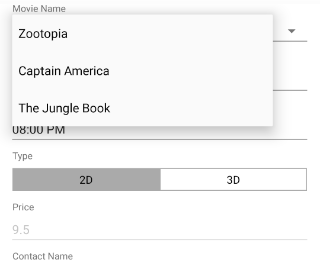 Movie Name
Zootopia
Captain America
The Jungle Book
08:00 PM
Type
2D 3D
Price
9.5
Contact Name